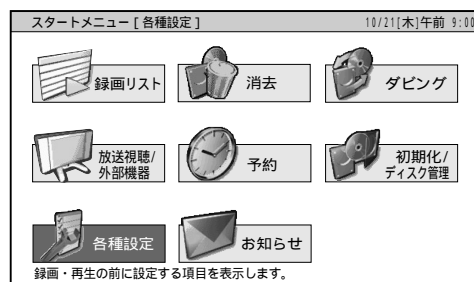 スタートメニュー [ 各種設定 ]
10/21[木]午前 9:00
録画リスト
消去
ダビング
放送視聴/
外部機器
予約
初期化/
ディスク管理
各種設定
お知らせ
録画・再生の前に設定する項目を表示します。